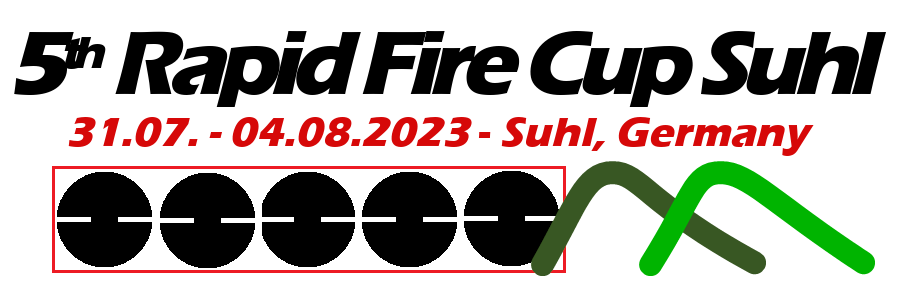 5th Rapid Fire Cup Suhl
31.07. - 04.08.2023 - Suhl, Germany